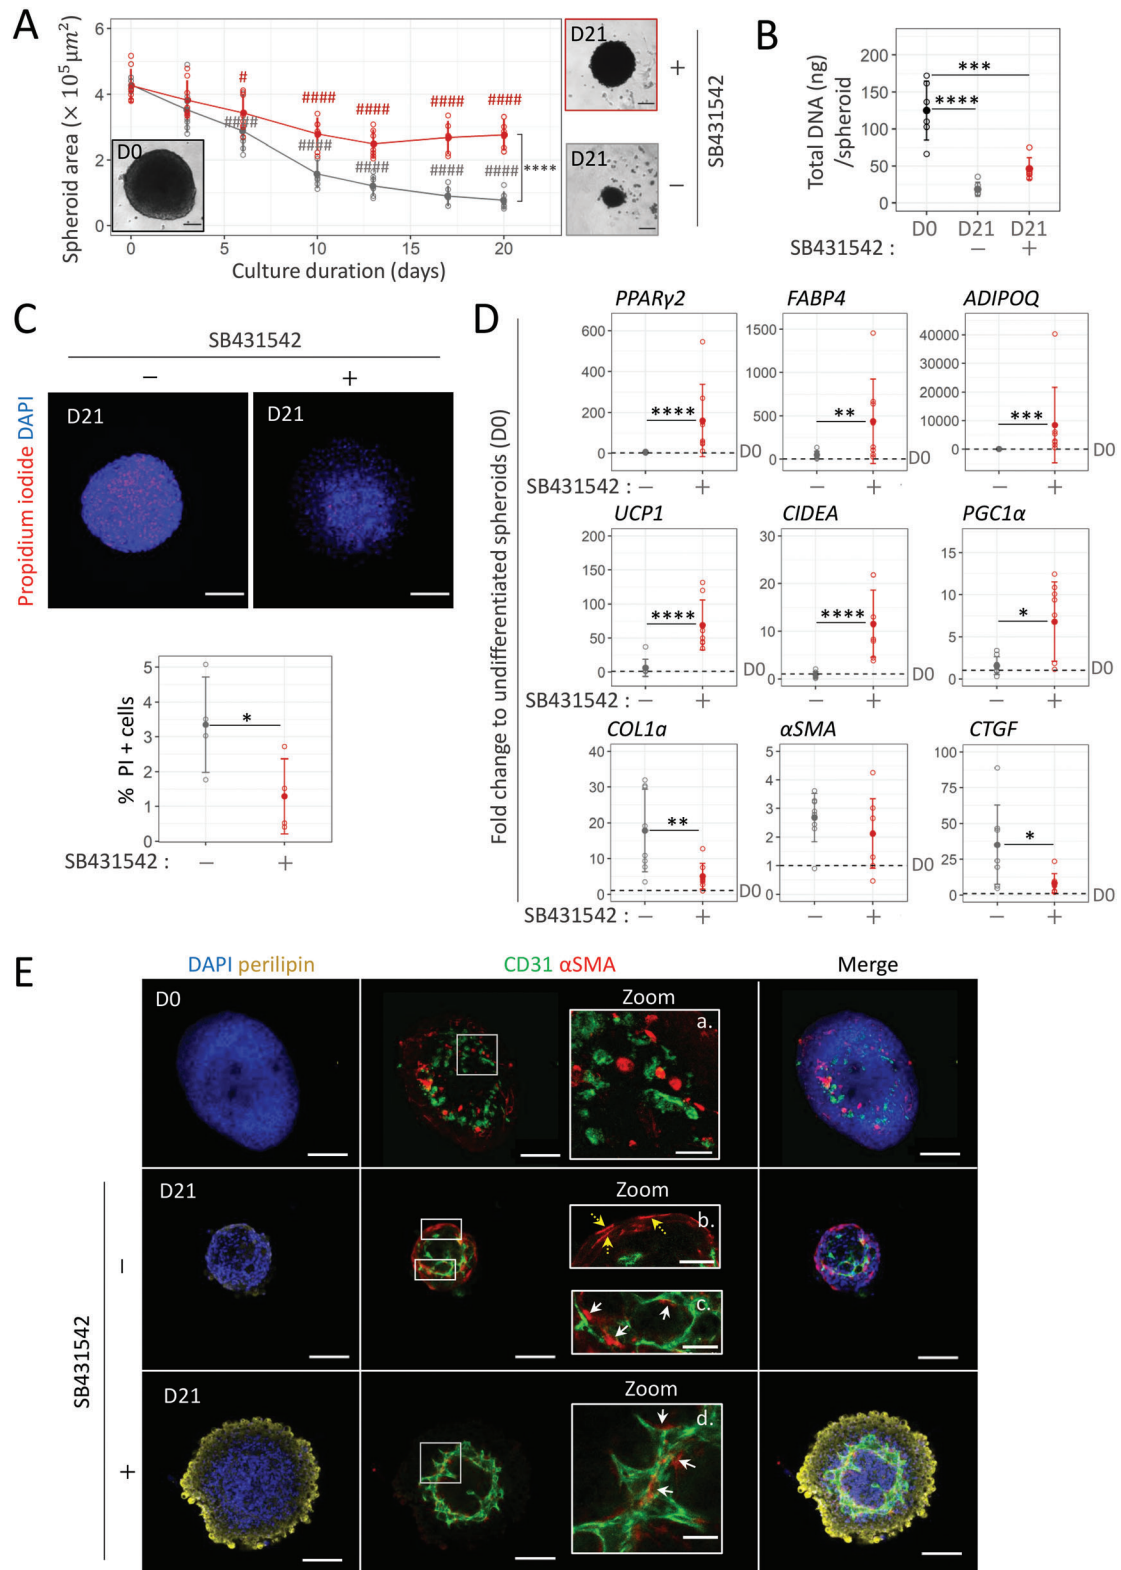 A
Spheroid area (× 10⁵ μm²)
6
4
2
0
#
####
####
####
####
####
####
####
####
####
****
D0
0
5
10
15
20
Culture duration (days)
D21
+
D21
−
SB431542
B
Total DNA (ng)
/spheroid
200
150
100
50
0
***
****
D0
D21
D21
SB431542 :
−
+
C
SB431542
−
+
Propidium iodide DAPI
D21
D21
% PI + cells
5
4
3
2
1
0
*
SB431542 :
−
+
D
Fold change to undifferentiated spheroids (D0)
PPARγ2
600
400
200
0
****
D0
SB431542 :
−
+
FABP4
1500
1000
500
0
**
D0
−
+
ADIPOQ
40000
30000
20000
10000
0
***
D0
−
+
UCP1
200
150
100
50
0
****
D0
SB431542 :
−
+
CIDEA
30
20
10
0
****
D0
−
+
PGC1α
15
10
5
0
*
D0
−
+
COL1a
40
30
20
10
0
**
D0
SB431542 :
−
+
αSMA
5
4
3
2
1
0
D0
−
+
CTGF
100
75
50
25
0
*
D0
−
+
E
DAPI perilipin
CD31 αSMA
Merge
D0
Zoom
a.
SB431542
−
D21
Zoom
b.
c.
+
D21
Zoom
d.